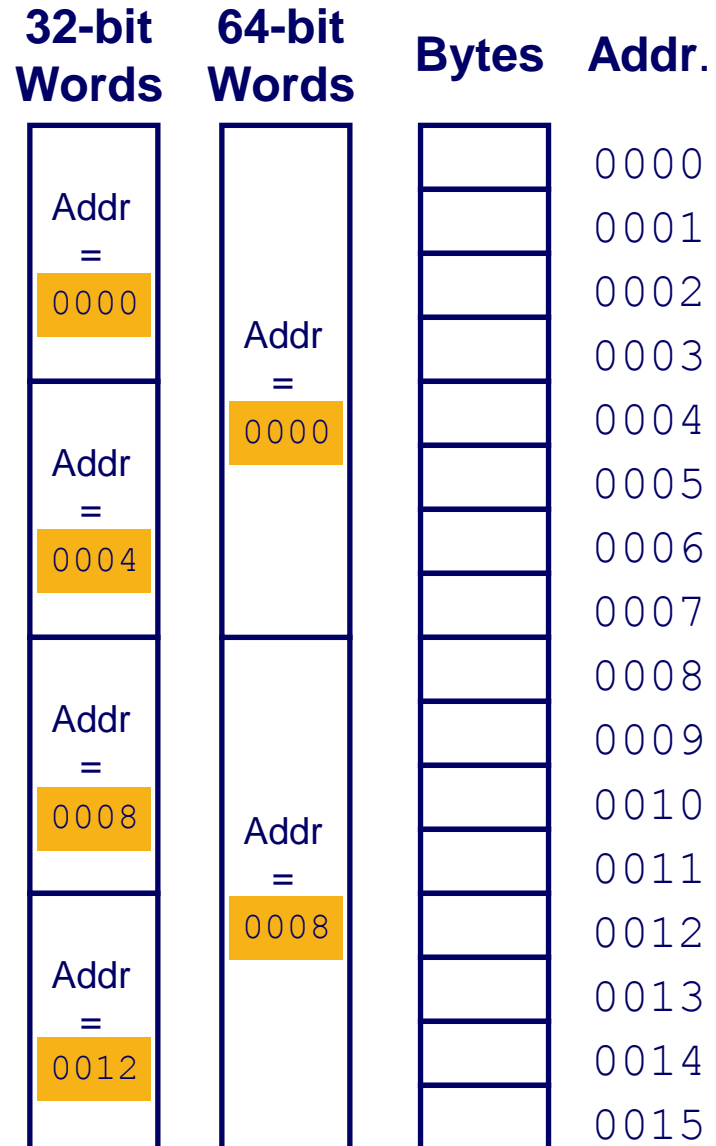 32-bit
Words
64-bit
Words
Bytes
Addr.
Addr
=
0000
Addr
=
0004
Addr
=
0008
Addr
=
0012
Addr
=
0000
Addr
=
0008
0000
0001
0002
0003
0004
0005
0006
0007
0008
0009
0010
0011
0012
0013
0014
0015